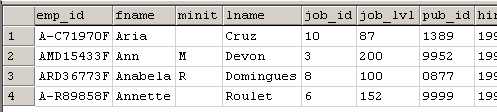 emp_id fname minit lname job_id job_lvl pub_id hi
1 A-C71970F Aria Cruz 10 87 1389 199
2 AMD15433F Ann M Devon 3 200 9952 199
3 ARD36773F Anabela R Domingues 8 100 0877 199
4 A-R89858F Annette Roulet 6 152 9999 199